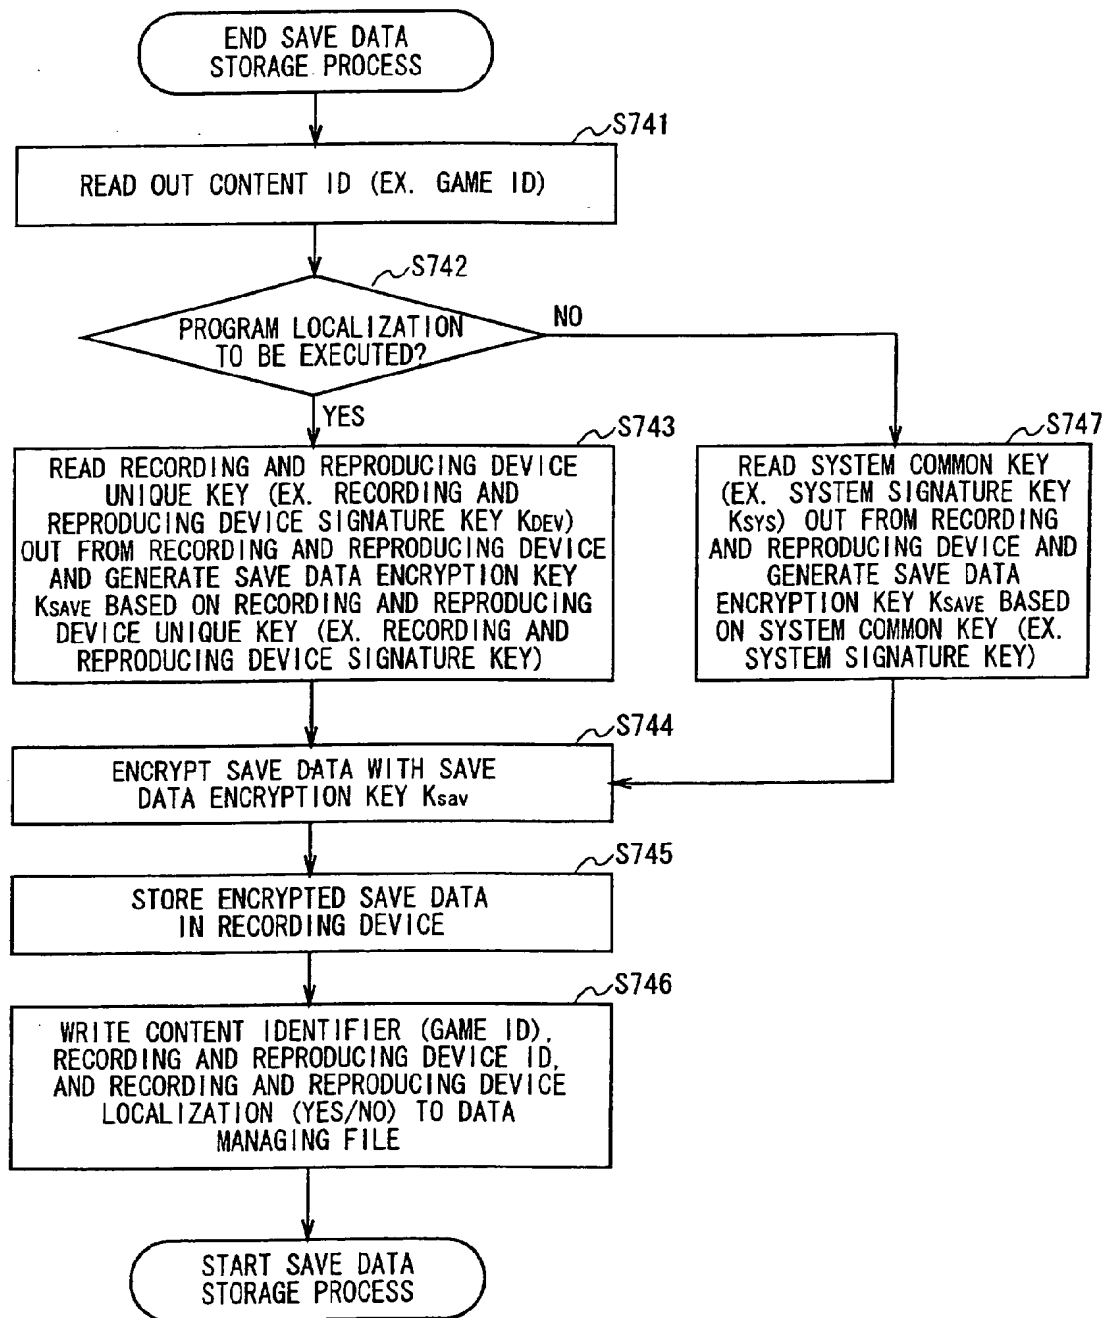 END SAVE DATA
STORAGE PROCESS
S741
READ OUT CONTENT ID (EX. GAME ID)
S742
PROGRAM LOCALIZATION
TO BE EXECUTED?
NO
YES
S743
READ RECORDING AND REPRODUCING DEVICE
UNIQUE KEY (EX. RECORDING AND
REPRODUCING DEVICE SIGNATURE KEY KDEV)
OUT FROM RECORDING AND REPRODUCING DEVICE
AND GENERATE SAVE DATA ENCRYPTION KEY
KSAVE BASED ON RECORDING AND REPRODUCING
DEVICE UNIQUE KEY (EX. RECORDING AND
REPRODUCING DEVICE SIGNATURE KEY)
S747
READ SYSTEM COMMON KEY
(EX. SYSTEM SIGNATURE KEY
KSYS) OUT FROM RECORDING
AND REPRODUCING DEVICE AND
GENERATE SAVE DATA
ENCRYPTION KEY KSAVE BASED
ON SYSTEM COMMON KEY (EX.
SYSTEM SIGNATURE KEY)
S744
ENCRYPT SAVE DATA WITH SAVE
DATA ENCRYPTION KEY Ksav
S745
STORE ENCRYPTED SAVE DATA
IN RECORDING DEVICE
S746
WRITE CONTENT IDENTIFIER (GAME ID),
RECORDING AND REPRODUCING DEVICE ID,
AND RECORDING AND REPRODUCING DEVICE
LOCALIZATION (YES/NO) TO DATA
MANAGING FILE
START SAVE DATA
STORAGE PROCESS